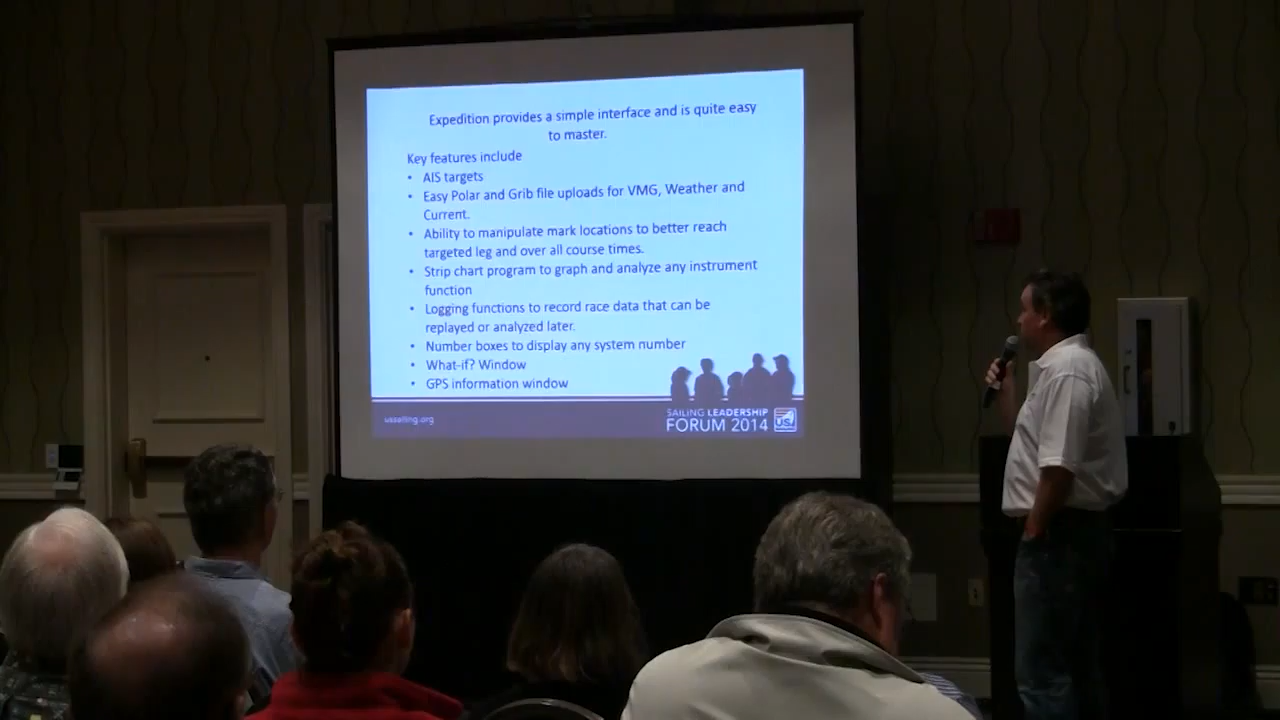 Expedition provides a simple interface and is quite easy
to master.
Key features include
• AIS targets
• Easy Polar and Grib file uploads for VMG, Weather and
Current.
• Ability to manipulate mark locations to better reach
targeted leg and over all course times.
• Strip chart program to graph and analyze any instrument
function
• Logging functions to record race data that can be
replayed or analyzed later.
• Number boxes to display any system number
• What-if? Window
• GPS information window
ussailing.org
SAILING LEADERSHIP
FORUM 2014
US